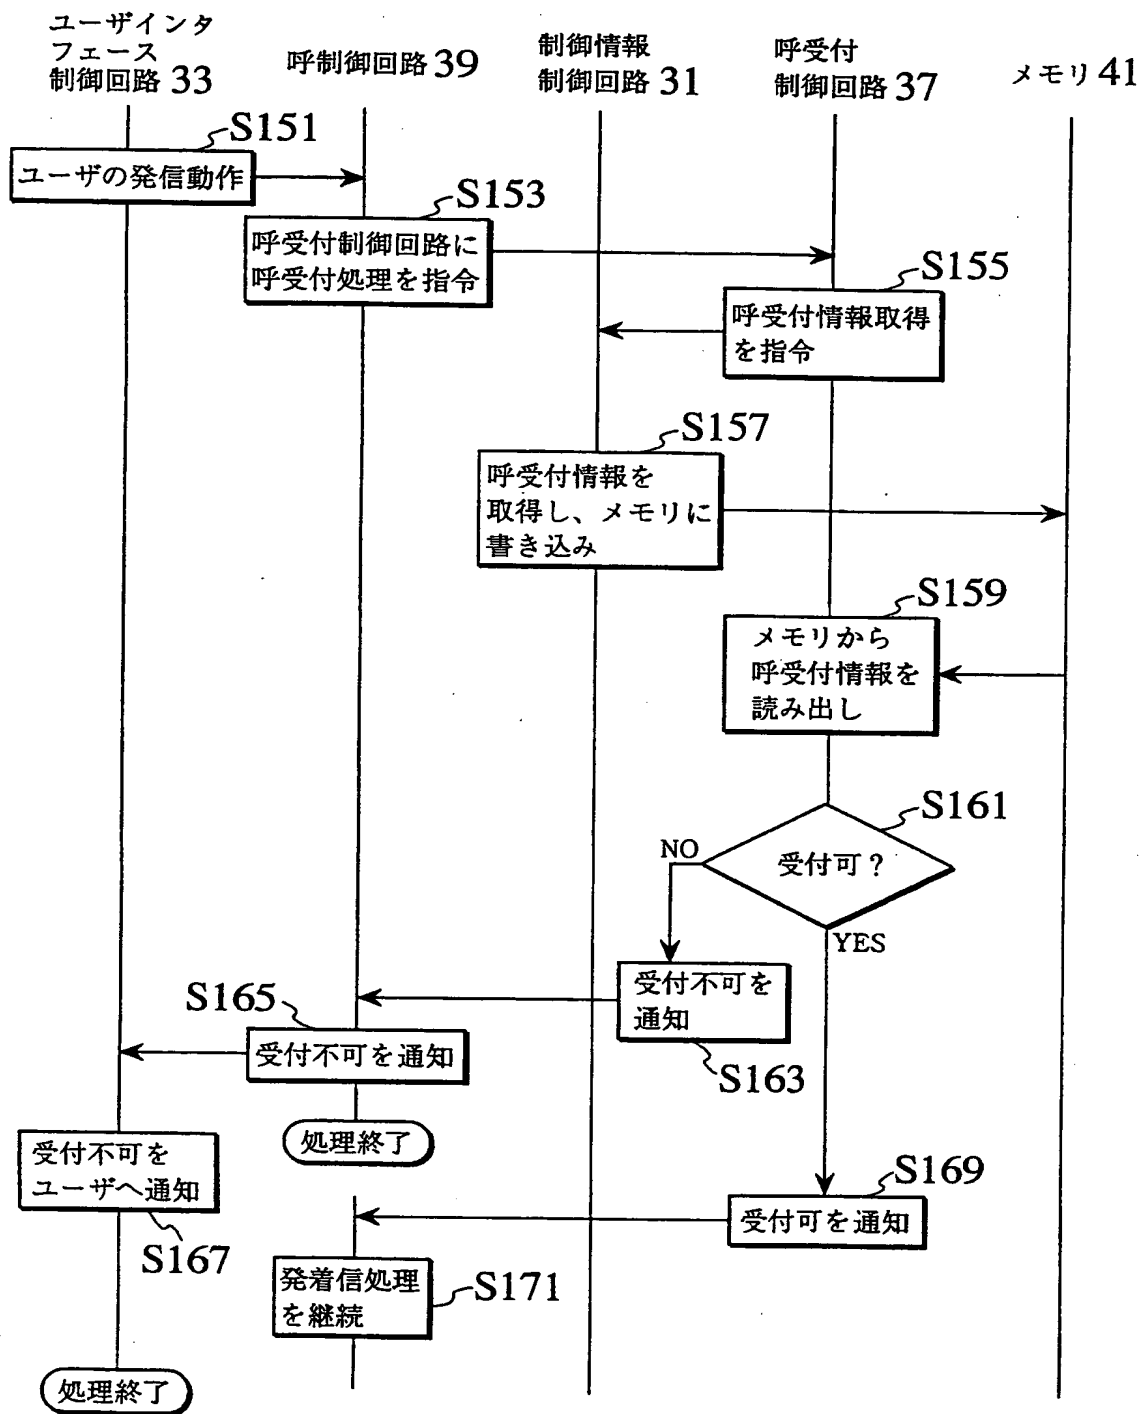 ユーザインタ
フェース
制御回路 33
呼制御回路 39
制御情報
制御回路 31
呼受付
制御回路 37
メモリ 41
S151
ユーザの発信動作
S153
呼受付制御回路に
呼受付処理を指令
S155
呼受付情報取得
を指令
S157
呼受付情報を
取得し、メモリに
書き込み
S159
メモリから
呼受付情報を
読み出し
S161
受付可?
NO
YES
受付不可を
通知
S163
S165
受付不可を通知
処理終了
受付不可を
ユーザへ通知
S167
S169
受付可を通知
発着信処理
を継続
S171
処理終了